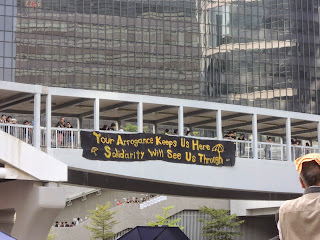 Your Arrogance Keeps Us Here
Solidarity Will See Us Through